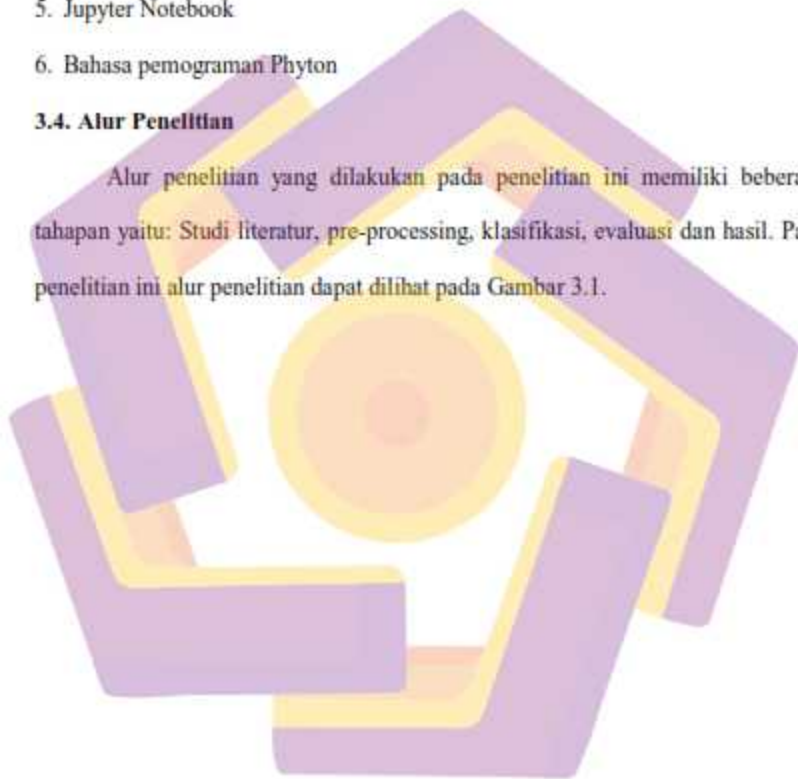 5. Jupyter Notebook
6. Bahasa pemograman Phyton
3.4. Alur Penelitian
Alur penelitian yang dilakukan pada penelitian ini memiliki bebera
tahapan yaitu: Studi literatur, pre-processing, klasifikasi, evaluasi dan hasil. Pa
penelitian ini alur penelitian dapat dilihat pada Gambar 3.1.